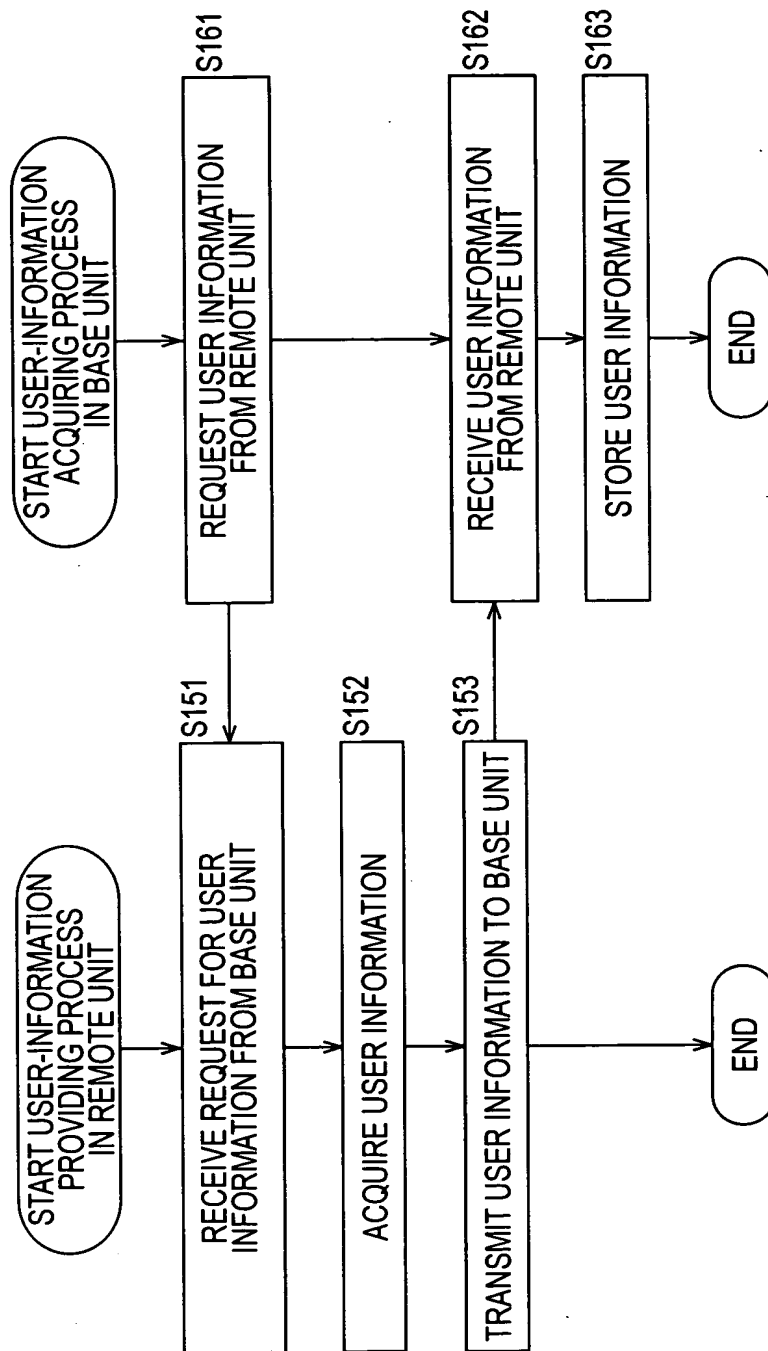 START USER-INFORMATION
PROVIDING PROCESS
IN REMOTE UNIT
S151
RECEIVE REQUEST FOR USER
INFORMATION FROM BASE UNIT
S152
ACQUIRE USER INFORMATION
S153
TRANSMIT USER INFORMATION TO BASE UNIT
END
START USER-INFORMATION
ACQUIRING PROCESS
IN BASE UNIT
S161
REQUEST USER INFORMATION
FROM REMOTE UNIT
S162
RECEIVE USER INFORMATION
FROM REMOTE UNIT
S163
STORE USER INFORMATION
END